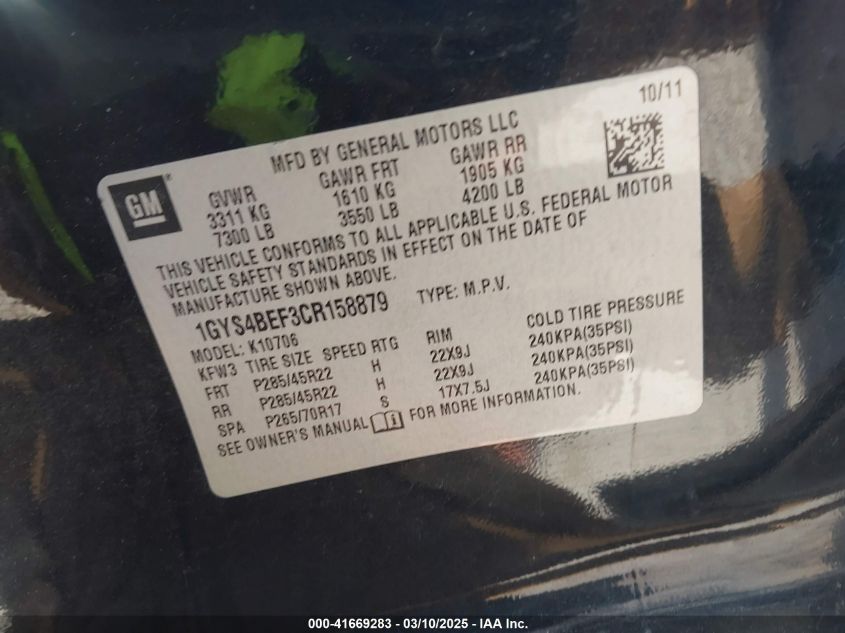 10/11
MFD BY GENERAL MOTORS LLC
GM
GVWR GAWR FRT GAWR RR
3311 KG 1610 KG 1905 KG
7300 LB 3550 LB 4200 LB
THIS VEHICLE CONFORMS TO ALL APPLICABLE U.S. FEDERAL MOTOR
VEHICLE SAFETY STANDARDS IN EFFECT ON THE DATE OF
MANUFACTURE SHOWN ABOVE.
1GYS4BEF3CR158879 TYPE: M.P.V.
MODEL: K10706
KFW3 TIRE SIZE SPEED RTG RIM COLD TIRE PRESSURE
FRT P285/45R22 H 22X9J 240KPA(35PSI)
RR P285/45R22 H 22X9J 240KPA(35PSI)
SPA P265/70R17 S 17X7.5J 240KPA(35PSI)
SEE OWNER'S MANUAL FOR MORE INFORMATION.
000-41669283 - 03/10/2025 - IAA Inc.